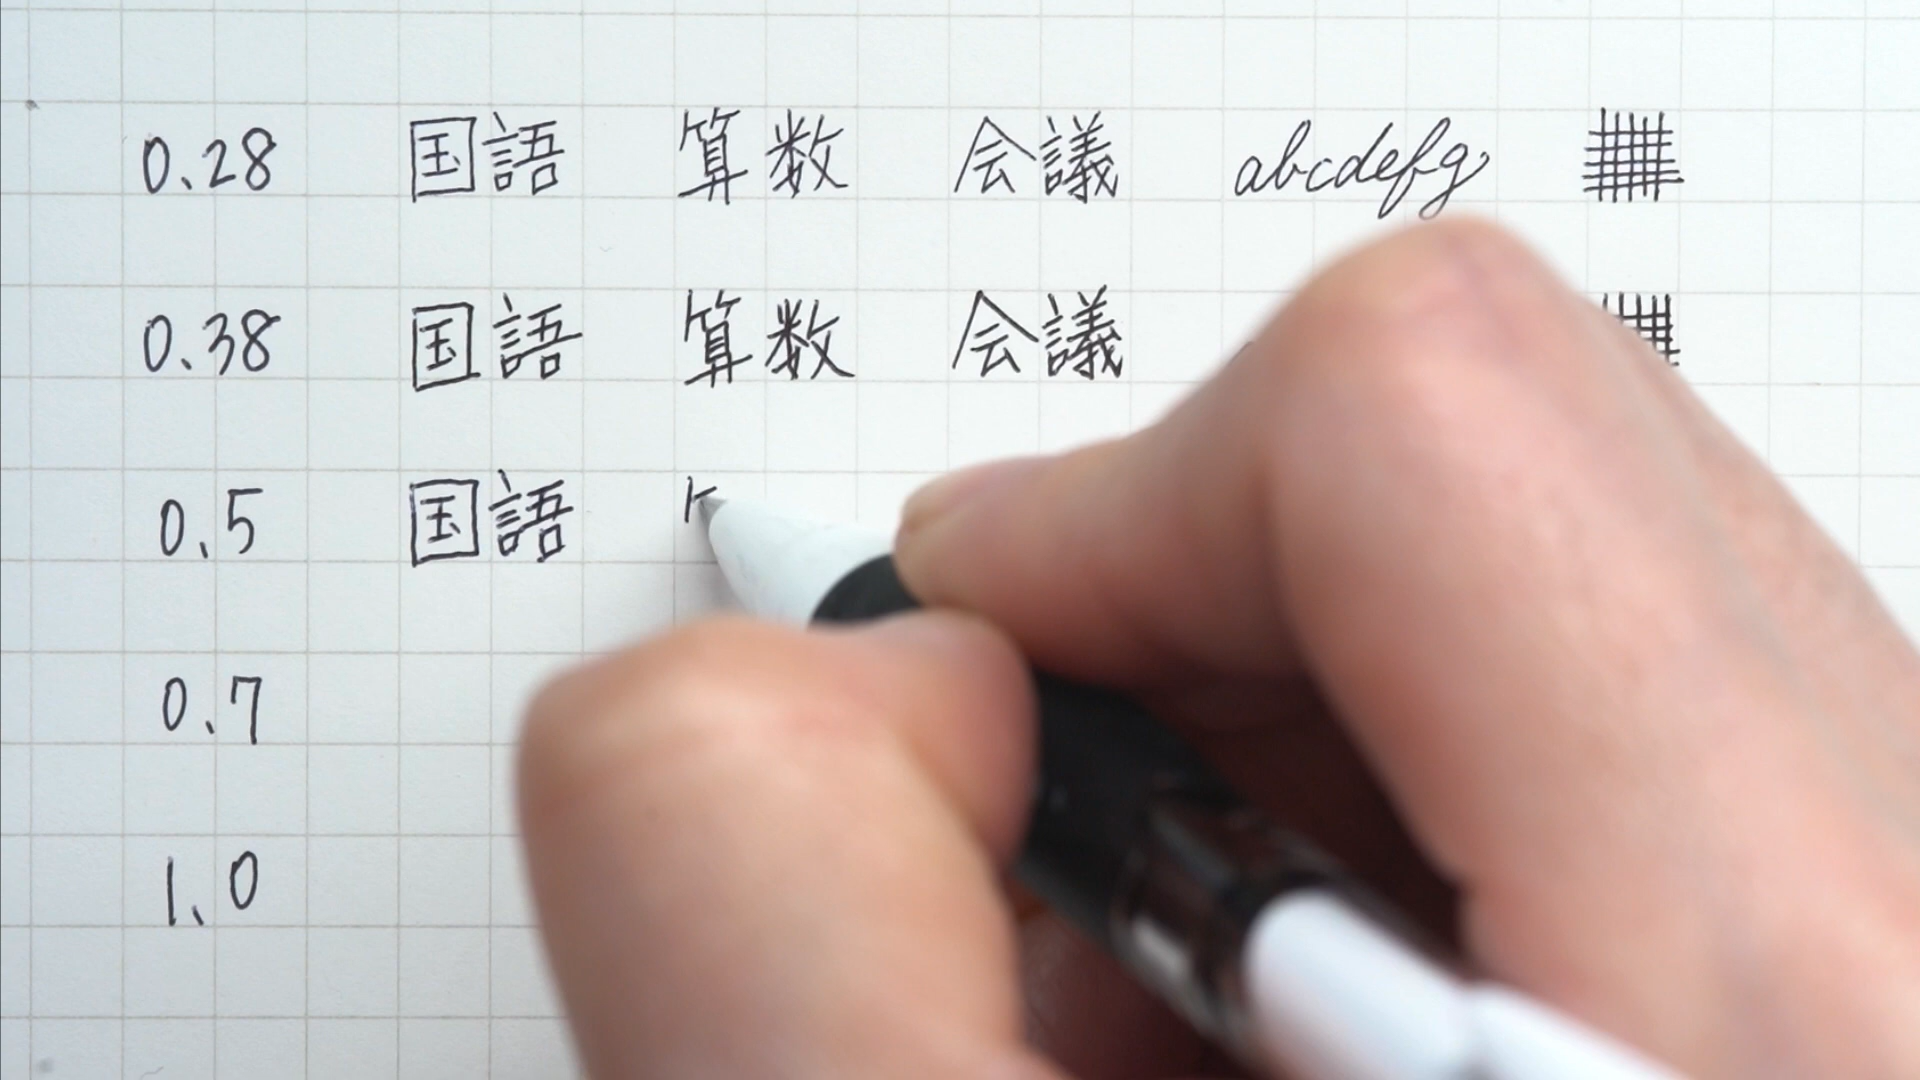 0.28 国語 算数 会議 abcdefg
0.38 国語 算数 会議
0.5 国語
0.7
1.0